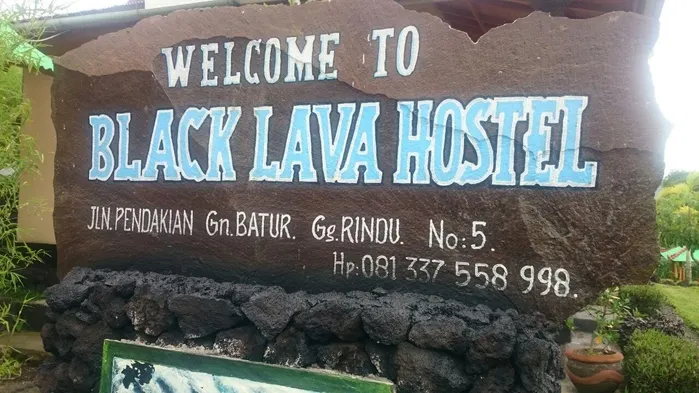 WELCOME TO
BLACK LAVA HOSTEL
JLN. PENDAKIAN Gn. BATUR. Gg. RINDU. No: 5.
Hp: 081 337 558 998.